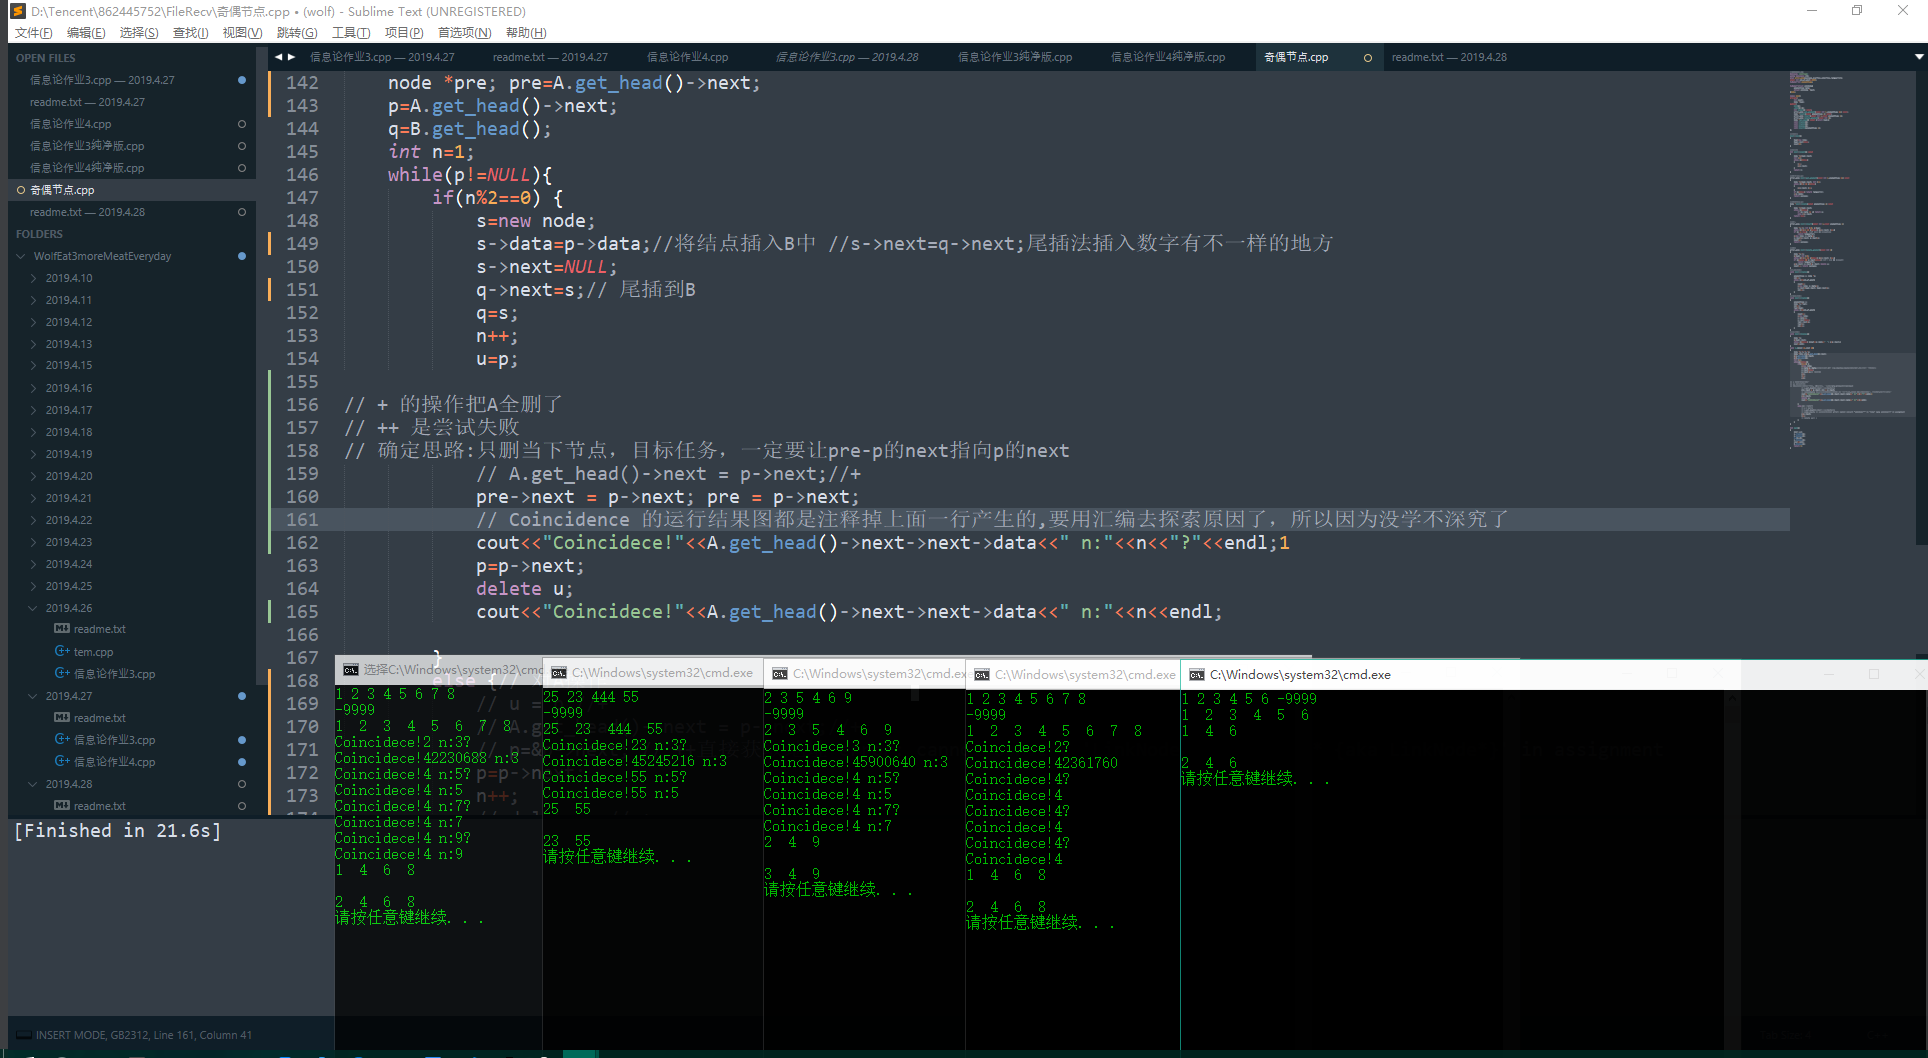 D:\Tencent\862445752\FileRecv\奇偶节点.cpp • (wolf) - Sublime Text (UNREGISTERED)
文件(F) 编辑(E) 选择(S) 查找(I) 视图(V) 跳转(G) 工具(T) 项目(P) 首选项(N) 帮助(H)
OPEN FILES
信息论作业3.cpp — 2019.4.27
readme.txt — 2019.4.27
信息论作业4.cpp
信息论作业3纯净版.cpp
信息论作业4纯净版.cpp
奇偶节点.cpp
readme.txt — 2019.4.28
FOLDERS
WolfEat3moreMeatEveryday
2019.4.10
2019.4.11
2019.4.12
2019.4.13
2019.4.15
2019.4.16
2019.4.17
2019.4.18
2019.4.19
2019.4.20
2019.4.21
2019.4.22
2019.4.23
2019.4.24
2019.4.25
2019.4.26
readme.txt
tem.cpp
信息论作业3.cpp
2019.4.27
readme.txt
信息论作业3.cpp
信息论作业4.cpp
2019.4.28
readme.txt
信息论作业3.cpp — 2019.4.27 readme.txt — 2019.4.27 信息论作业4.cpp 信息论作业3.cpp — 2019.4.28 信息论作业3纯净版.cpp 信息论作业4纯净版.cpp 奇偶节点.cpp readme.txt — 2019.4.28
142 node *pre; pre=A.get_head()->next;
143 p=A.get_head()->next;
144 q=B.get_head();
145 int n=1;
146 while(p!=NULL){
147 if(n%2==0) {
148 s=new node;
149 s->data=p->data;//将结点插入B中 //s->next=q->next;尾插法插入数字有不一样的地方
150 s->next=NULL;
151 q->next=s;// 尾插到B
152 q=s;
153 n++;
154 u=p;
155
156 // + 的操作把A全删了
157 // ++ 是尝试失败
158 // 确定思路:只删当下节点，目标任务，一定要让pre-p的next指向p的next
159 // A.get_head()->next = p->next;//+
160 pre->next = p->next; pre = p->next;
161 // Coincidence 的运行结果图都是注释掉上面一行产生的,要用汇编去探索原因了，所以因为没学不深究了
162 cout<<"Coincidece!"<<A.get_head()->next->next->data<<" n:"<<n<<"?"<<endl;1
163 p=p->next;
164 delete u;
165 cout<<"Coincidece!"<<A.get_head()->next->next->data<<" n:"<<n<<endl;
166
167 }
168 else {//
169 // u =
170 // A.g
171 // p=&
172 p=p->n
173 n++;
[Finished in 21.6s]
INSERT MODE, GB2312, Line 161, Column 41
选择C:\Windows\system32\cmd
1 2 3 4 5 6 7 8
-9999
1 2 3 4 5 6 7 8
Coincidece!2 n:3?
Coincidece!42230688 n:3
Coincidece!4 n:5?
Coincidece!4 n:5
Coincidece!4 n:7?
Coincidece!4 n:7
Coincidece!4 n:9?
Coincidece!4 n:9
1 4 6 8
2 4 6 8
请按任意键继续. . .
C:\Windows\system32\cmd.exe
25 23 444 55
-9999
25 23 444 55
Coincidece!23 n:3?
Coincidece!45245216 n:3
Coincidece!55 n:5?
Coincidece!55 n:5
25 55
23 55
请按任意键继续. . .
C:\Windows\system32\cmd.exe
2 3 5 4 6 9
-9999
2 3 5 4 6 9
Coincidece!3 n:3?
Coincidece!45900640 n:3
Coincidece!4 n:5?
Coincidece!4 n:5
Coincidece!4 n:7?
Coincidece!4 n:7
2 4 9
3 4 9
请按任意键继续. . .
C:\Windows\system32\cmd.exe
1 2 3 4 5 6 7 8
-9999
1 2 3 4 5 6 7 8
Coincidece!2?
Coincidece!42361760
Coincidece!4?
Coincidece!4
Coincidece!4?
Coincidece!4
Coincidece!4?
Coincidece!4
1 4 6 8
2 4 6 8
请按任意键继续. . .
C:\Windows\system32\cmd.exe
1 2 3 4 5 6 -9999
1 2 3 4 5 6
1 4 6
2 4 6
请按任意键继续. . .